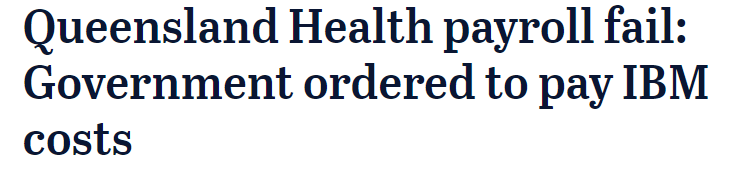 Queensland Health payroll fail:
Government ordered to pay IBM
costs